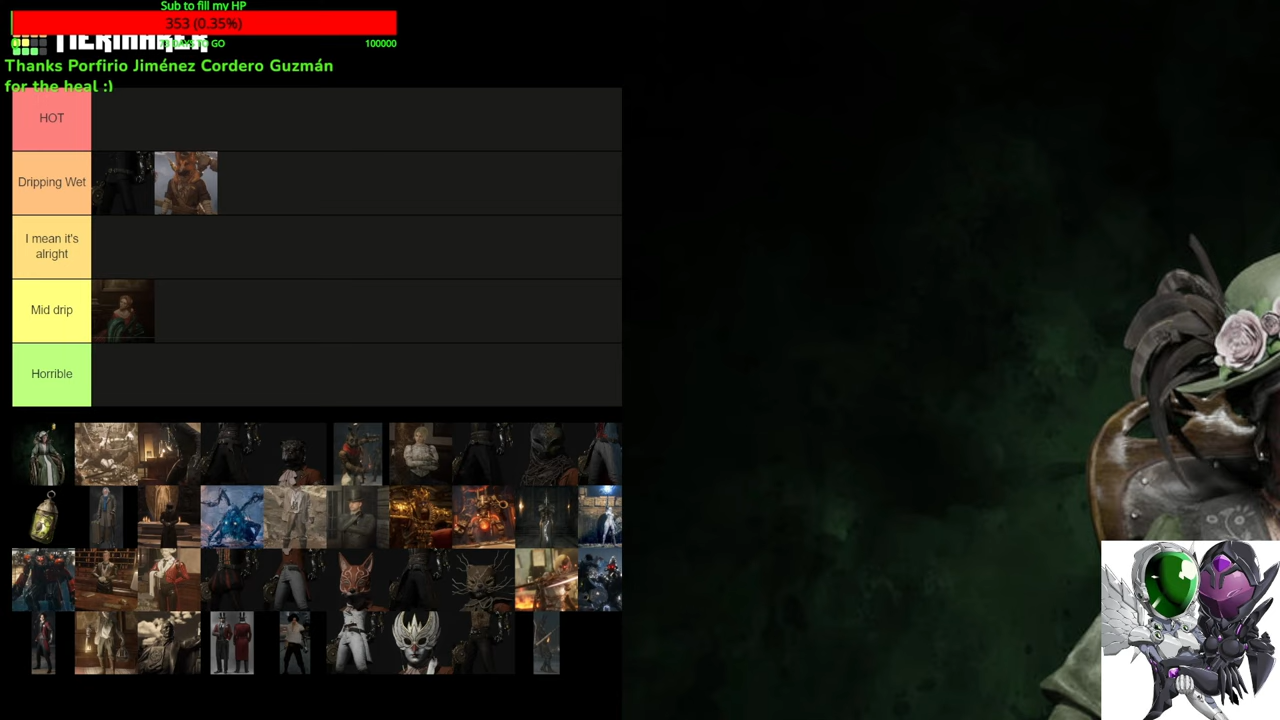 Sub to fill my HP
353 (0.35%)
100000
Thanks Porfirio Jiménez Cordero Guzmán
for the heal :)
HOT
Dripping Wet
I mean it's
alright
Mid drip
Horrible